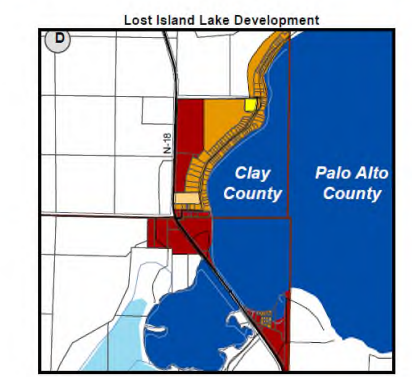 Lost Island Lake Development
D
N-18
Clay
County
Palo Alto
County